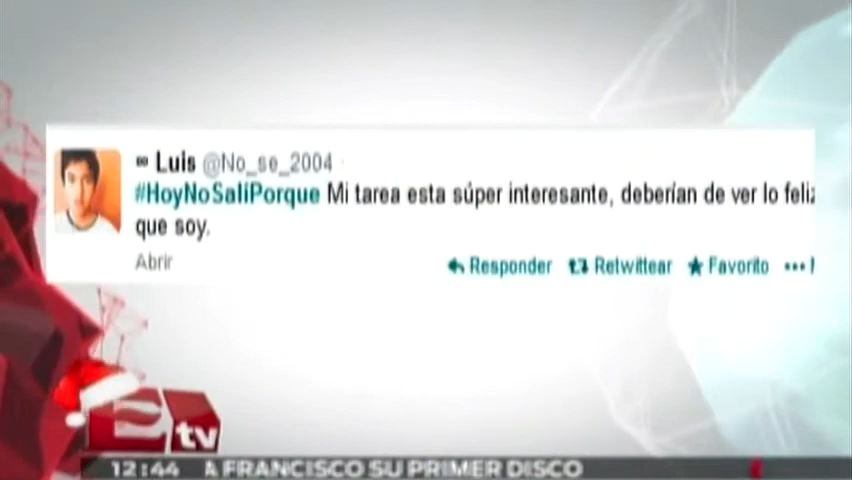 ∞ Luis @No_se_2004
#HoyNoSaliPorque Mi tarea esta súper interesante, deberían de ver lo feliz
que soy.
Abrir
Responder Retwittear Favorito •••
E tv
12:44 A FRANCISCO SU PRIMER DISCO